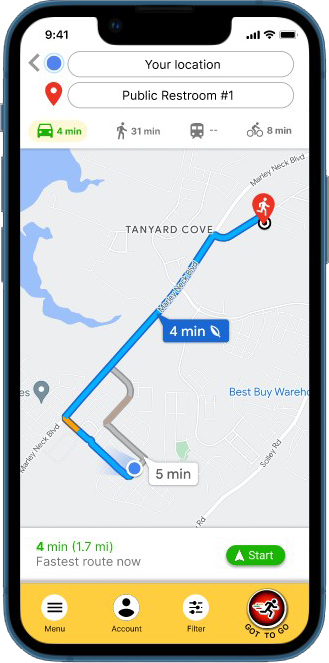 9:41
Your location
Public Restroom #1
4 min
31 min
--
8 min
Marley Neck Blvd
TANYARD COVE
Marley Neck Blvd
4 min
es
Best Buy Wareho
Marley Neck Blvd
Solley Rd
5 min
Rd
4 min (1.7 mi)
Fastest route now
Start
Menu
Account
Filter
GOT TO GO